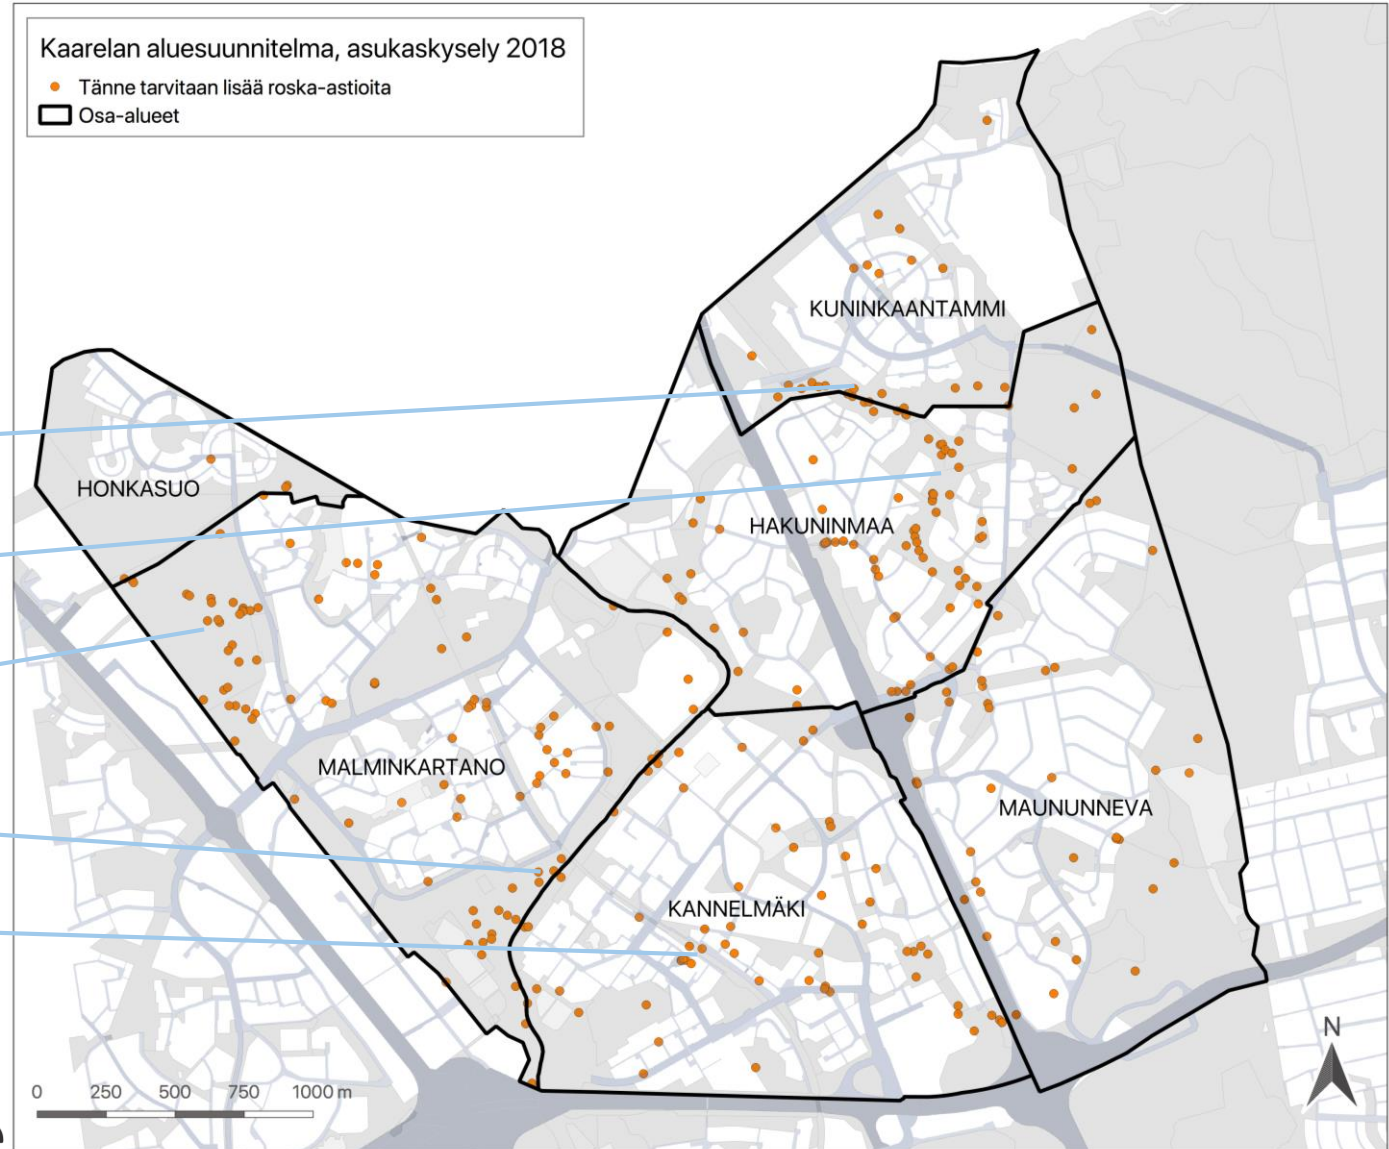 Kaarelan aluesuunnitelma, asukaskysely 2018
Tänne tarvitaan lisää roska-astioita
Osa-alueet
KUNINKAANTAMMI
HONKASUO
HAKUNINMAA
MALMINKARTANO
MAUNUNNEVA
KANNELMÄKI
N
0 250 500 750 1000 m